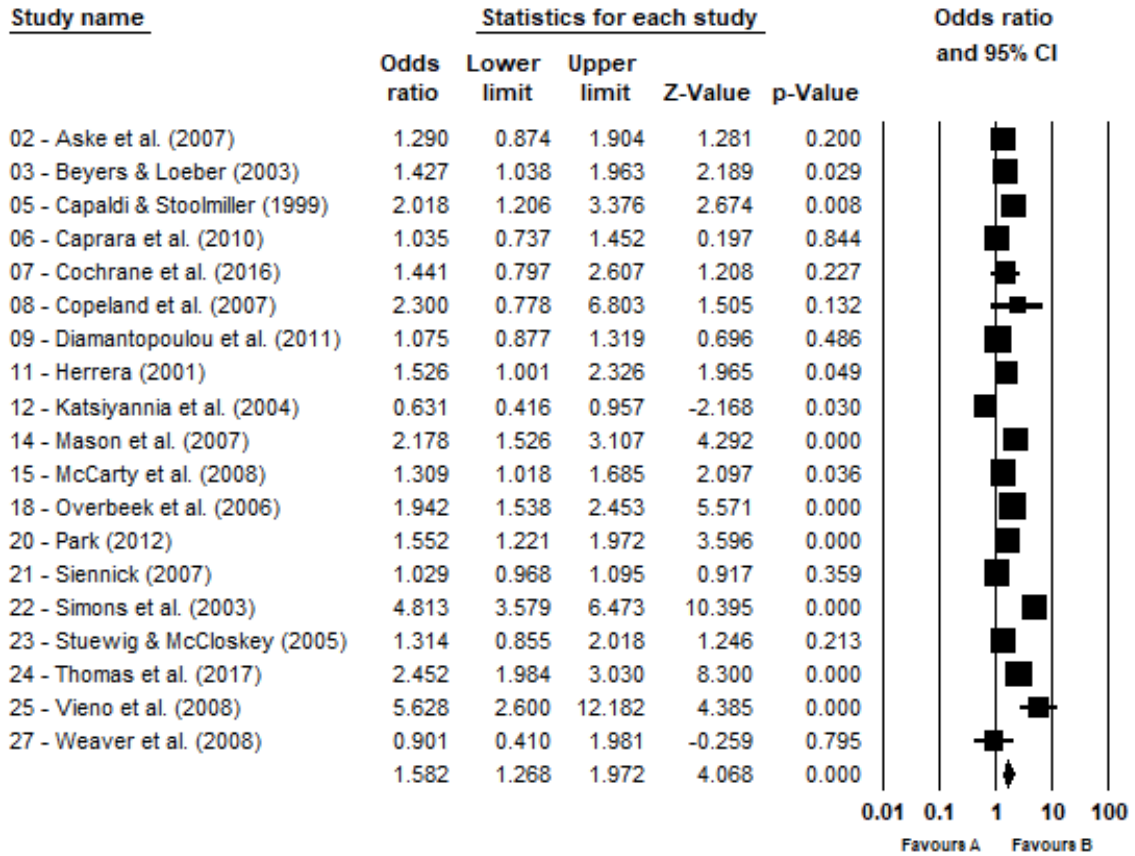 Study name Statistics for each study Odds ratio
and 95% CI
Odds Lower Upper
ratio limit limit Z-Value p-Value
02 - Aske et al. (2007) 1.290 0.874 1.904 1.281 0.200
03 - Beyers & Loeber (2003) 1.427 1.038 1.963 2.189 0.029
05 - Capaldi & Stoolmiller (1999) 2.018 1.206 3.376 2.674 0.008
06 - Caprara et al. (2010) 1.035 0.737 1.452 0.197 0.844
07 - Cochrane et al. (2016) 1.441 0.797 2.607 1.208 0.227
08 - Copeland et al. (2007) 2.300 0.778 6.803 1.505 0.132
09 - Diamantopoulou et al. (2011) 1.075 0.877 1.319 0.696 0.486
11 - Herrera (2001) 1.526 1.001 2.326 1.965 0.049
12 - Katsiyannia et al. (2004) 0.631 0.416 0.957 -2.168 0.030
14 - Mason et al. (2007) 2.178 1.526 3.107 4.292 0.000
15 - McCarty et al. (2008) 1.309 1.018 1.685 2.097 0.036
18 - Overbeek et al. (2006) 1.942 1.538 2.453 5.571 0.000
20 - Park (2012) 1.552 1.221 1.972 3.596 0.000
21 - Siennick (2007) 1.029 0.968 1.095 0.917 0.359
22 - Simons et al. (2003) 4.813 3.579 6.473 10.395 0.000
23 - Stuewig & McCloskey (2005) 1.314 0.855 2.018 1.246 0.213
24 - Thomas et al. (2017) 2.452 1.984 3.030 8.300 0.000
25 - Vieno et al. (2008) 5.628 2.600 12.182 4.385 0.000
27 - Weaver et al. (2008) 0.901 0.410 1.981 -0.259 0.795
1.582 1.268 1.972 4.068 0.000
0.01 0.1 1 10 100
Favours A Favours B